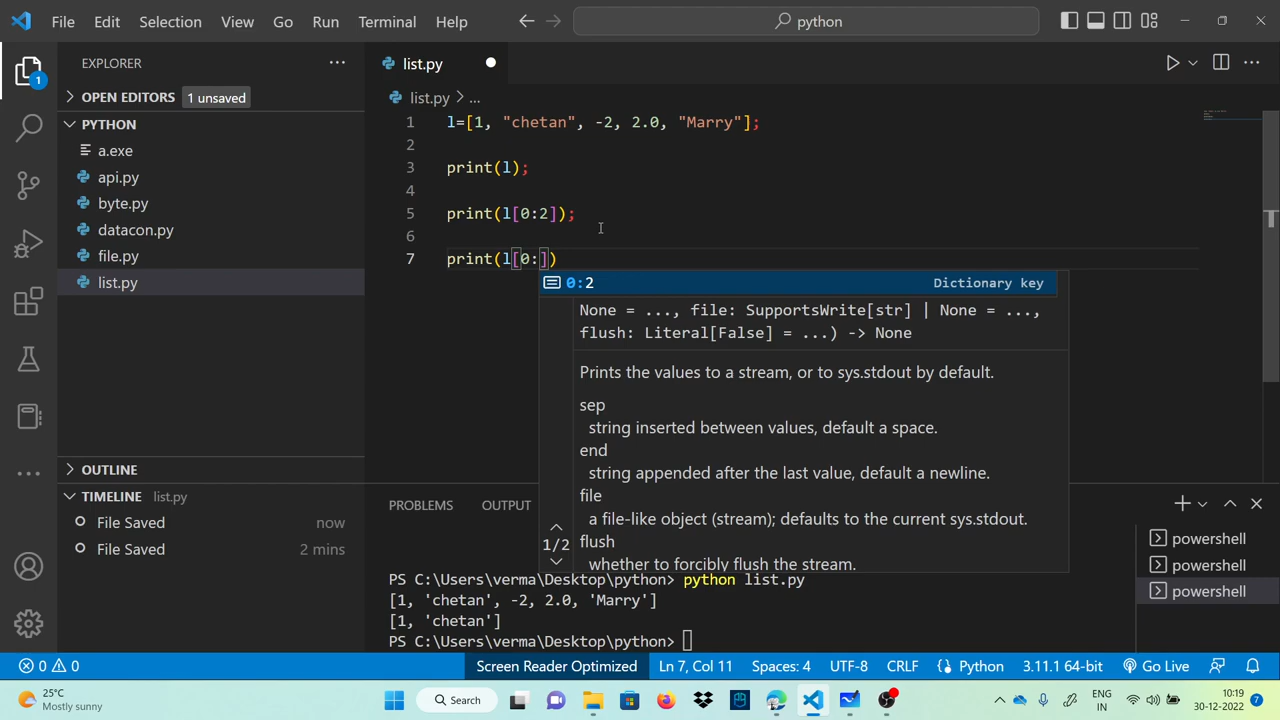 File Edit Selection View Go Run Terminal Help
python
EXPLORER
OPEN EDITORS 1 unsaved
PYTHON
a.exe
api.py
byte.py
datacon.py
file.py
list.py
OUTLINE
TIMELINE list.py
File Saved now
File Saved 2 mins
1
list.py
list.py > ...
1 l=[1, "chetan", -2, 2.0, "Marry"];
2
3 print(l);
4
5 print(l[0:2]);
6
7 print(l[0:])
0:2 Dictionary key
None = ..., file: SupportsWrite[str] | None = ...,
flush: Literal[False] = ...) -> None
Prints the values to a stream, or to sys.stdout by default.
sep
string inserted between values, default a space.
end
string appended after the last value, default a newline.
file
a file-like object (stream); defaults to the current sys.stdout.
flush
whether to forcibly flush the stream.
1/2
PROBLEMS OUTPUT
PS C:\Users\verma\Desktop\python> python list.py
[1, 'chetan', -2, 2.0, 'Marry']
[1, 'chetan']
PS C:\Users\verma\Desktop\python>
powershell
powershell
powershell
0 0 Screen Reader Optimized Ln 7, Col 11 Spaces: 4 UTF-8 CRLF Python 3.11.1 64-bit Go Live
25°C
Mostly sunny
Search
ENG
IN
10:19
30-12-2022
7